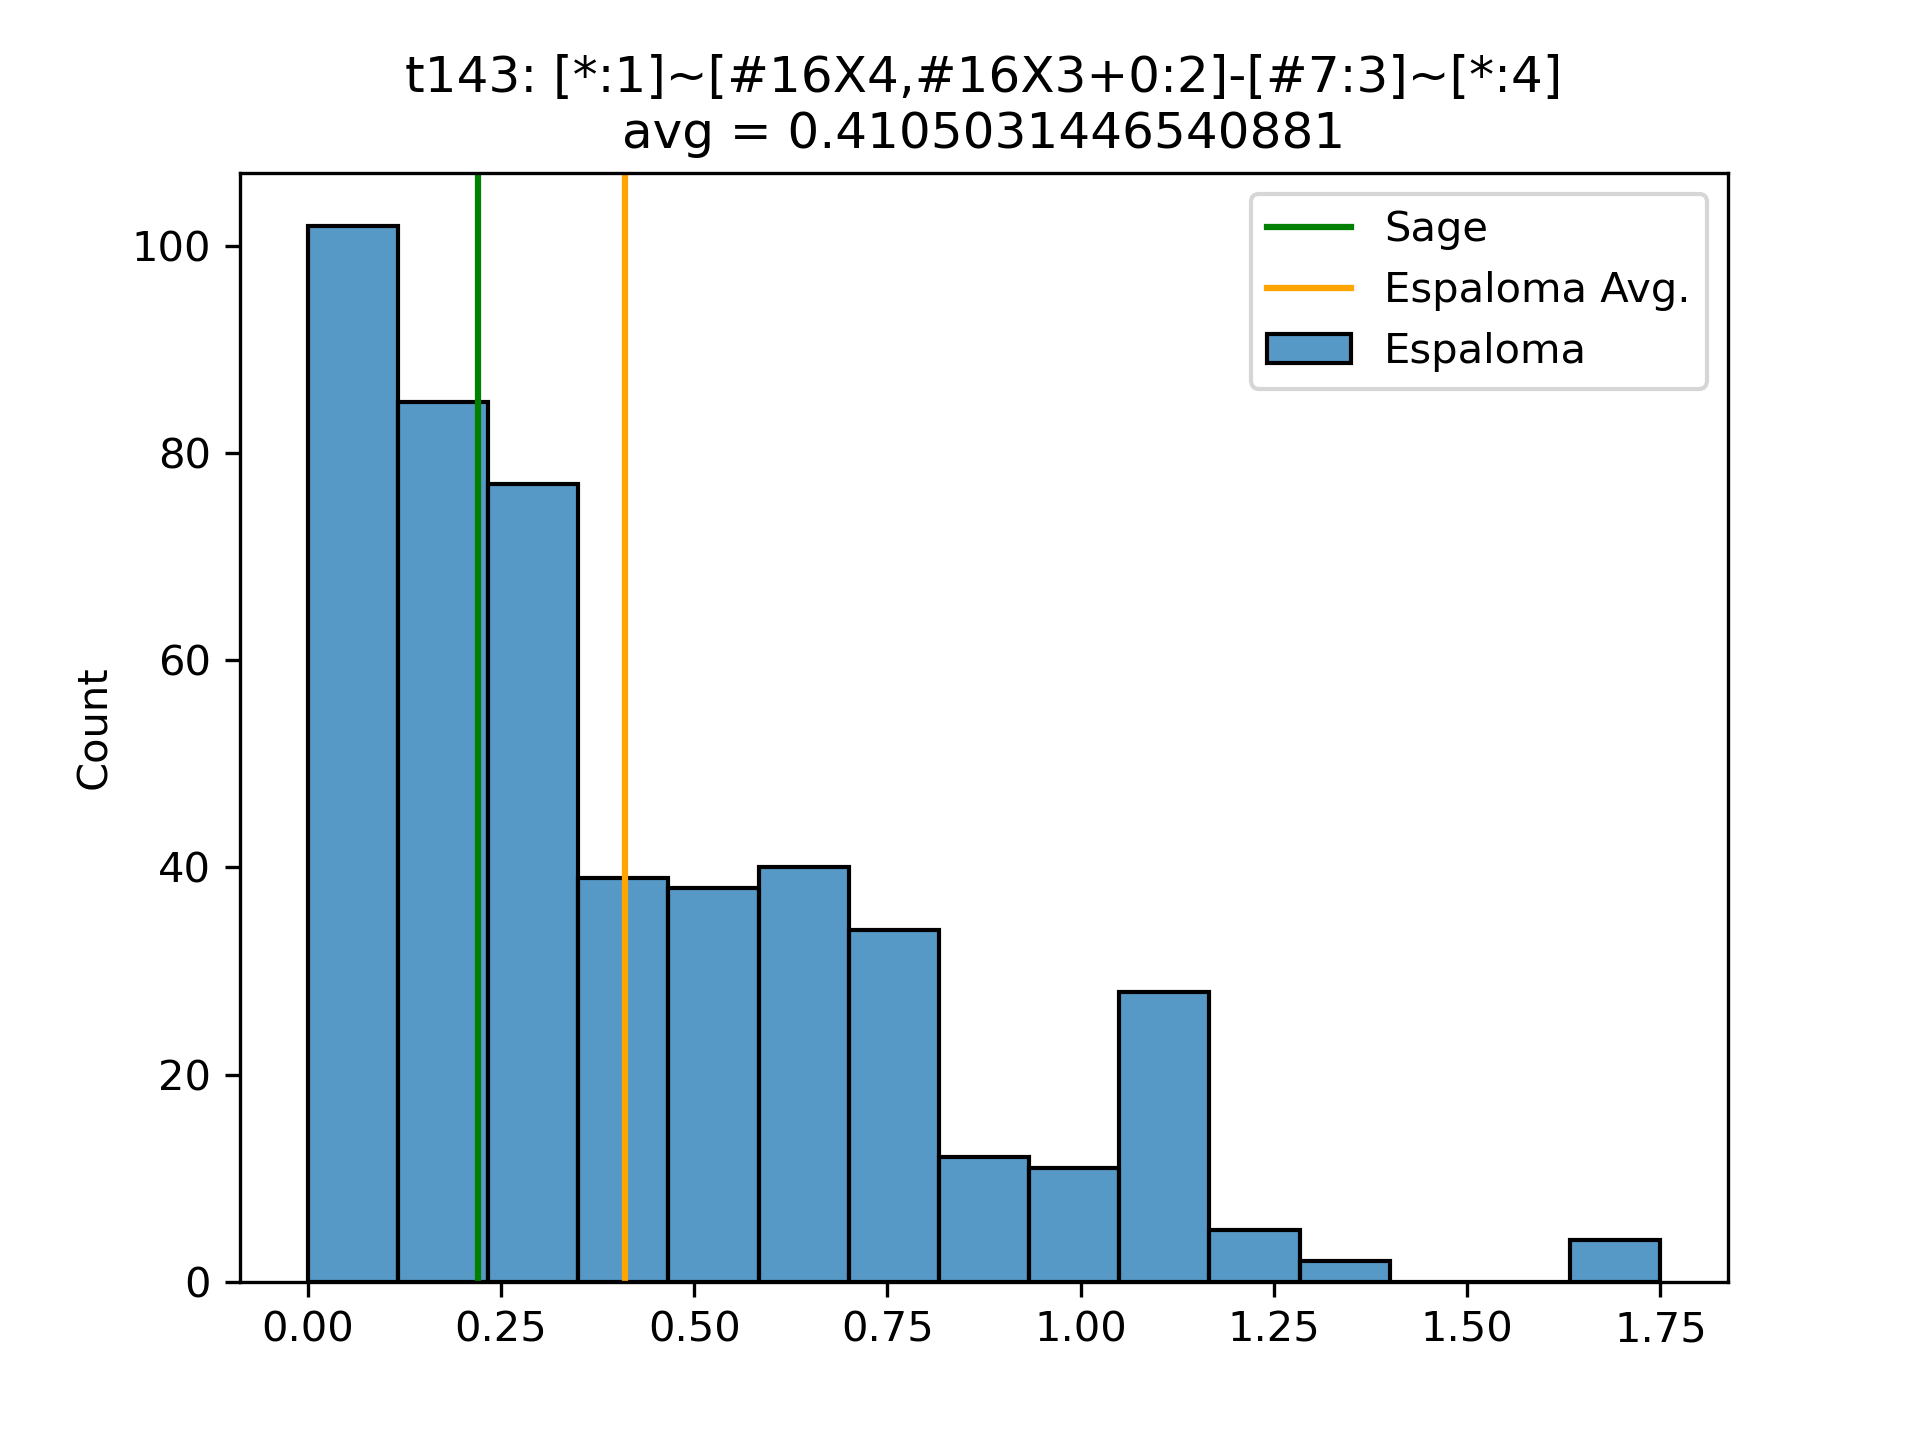 t143: [*:1]~[#16X4,#16X3+0:2]-[#7:3]~[*:4]
avg = 0.4105031446540881
Sage
Espaloma Avg.
Espaloma
Count
100
80
60
40
20
0
0.00 0.25 0.50 0.75 1.00 1.25 1.50 1.75